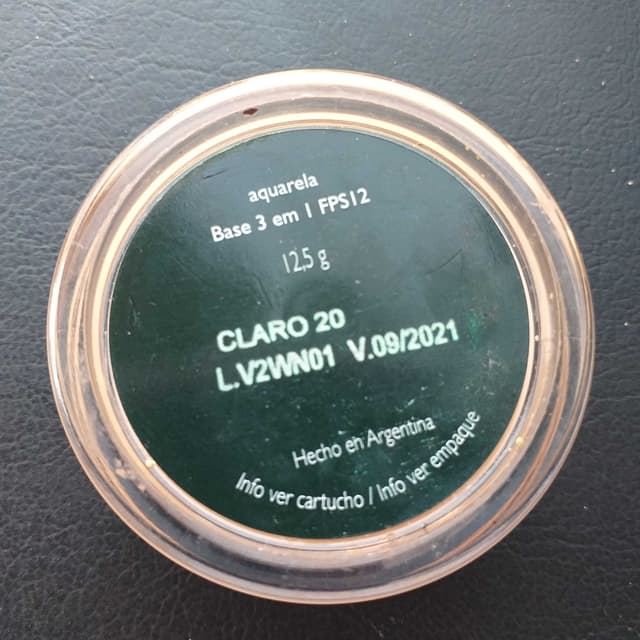 aquarela
Base 3 em 1 FPS12
12,5 g
CLARO 20
L.V2WN01 V.09/2021
Hecho en Argentina
Info ver cartucho / Info ver empaque